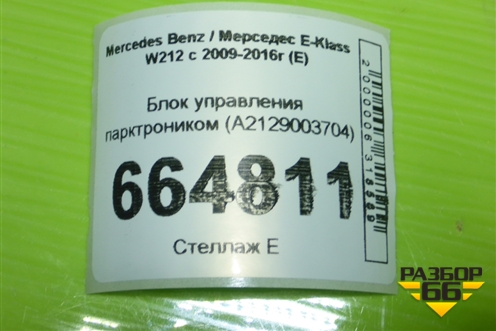 Mercedes Benz / Мерседес E-Klass
W212 с 2009-2016г (E)
Блок управления
парктроником (A2129003704)
664811
Стеллаж E
РАЗБОР
66